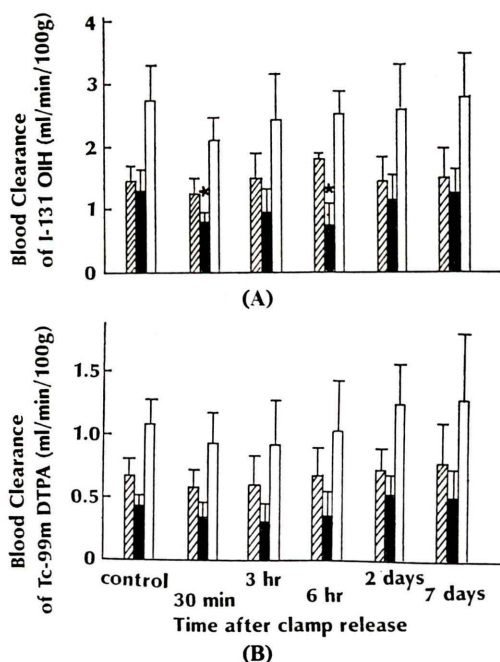 Blood Clearance
of I-131 OIH (ml/min/100g)
4
3
2
1
0
*
*
(A)
Blood Clearance
of Tc-99m DTPA (ml/min/100g)
1.5
1.0
0.5
0
control
30 min
3 hr
6 hr
2 days
7 days
Time after clamp release
(B)